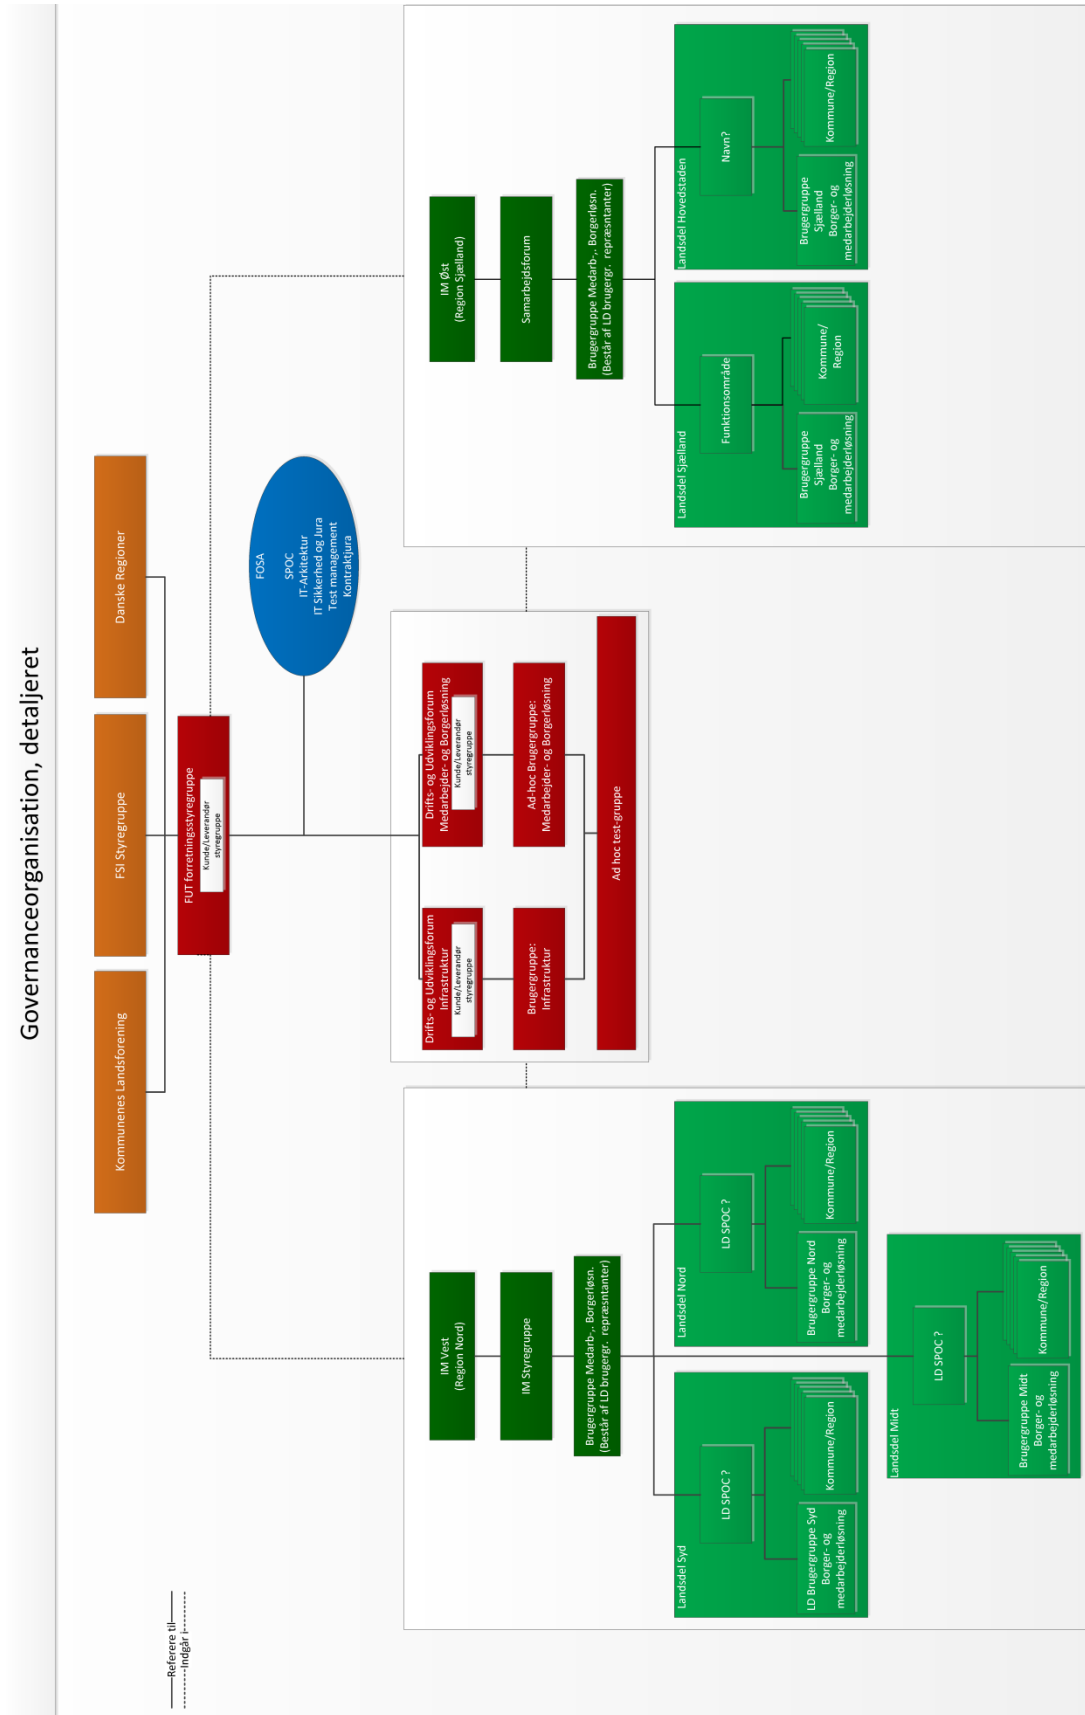 Governanceorganisation, detaljeret
Referere til
Indgår i
Kommunenes Landsforening
FSI Styregruppe
Danske Regioner
FUT forretningsstyregruppe
Kunde/Leverandør
styregruppe
FOSA
SPOC
IT-Arkitektur
IT Sikkerhed og Jura
Test management
Kontraktjura
IM Vest
(Region Nord)
IM Styregruppe
Brugergruppe Medarb-,. Borgerløsn.
(Består af LD brugergr. repræsntanter)
Landsdel Syd
LD SPOC ?
LD Brugergruppe Syd
Borger- og
medarbejderløsning
Kommune/Region
Landsdel Nord
LD SPOC ?
Brugergruppe Nord
Borger- og
medarbejderløsning
Kommune/Region
Landsdel Midt
LD SPOC ?
Brugergruppe Midt
Borger- og
medarbejderløsning
Kommune/Region
Drifts- og Udviklingsforum
Infrastruktur
Kunde/Leverandør
styregruppe
Drifts- og Udviklingsforum
Medarbejder- og Borgerløsning
Kunde/Leverandør
styregruppe
Brugergruppe:
Infrastruktur
Ad-hoc Brugergruppe:
Medarbejder- og Borgerløsning
Ad hoc test-gruppe
IM Øst
(Region Sjælland)
Samarbejdsforum
Brugergruppe Medarb-,. Borgerløsn.
(Består af LD brugergr. repræsntanter)
Landsdel Sjælland
Funktionsområde
Brugergruppe
Sjælland
Borger- og
medarbejderløsning
Kommune/
Region
Landsdel Hovedstaden
Navn?
Brugergruppe
Sjælland
Borger- og
medarbejderløsning
Kommune/Region